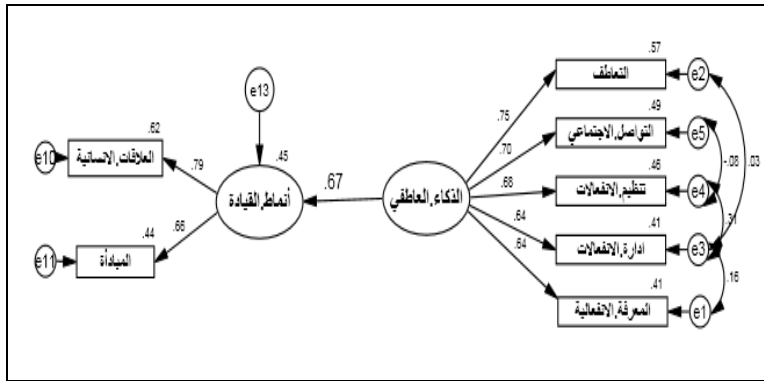 .57
e2
التعاطف
.49
e5
التواصل,الاجتماعي
.46
e4
تنظيم,الانفعالات
.41
e3
ادارة,الانفعالات
.41
e1
المعرفة,الانفعالية
.03
-.08
.31
.16
.75
.70
.68
.64
.64
الذكاء,العاطفي
.67
e13
.45
أنماط,القيادة
.79
.66
.62
العلاقات,الانسانية
e10
.44
المبادأة
e11